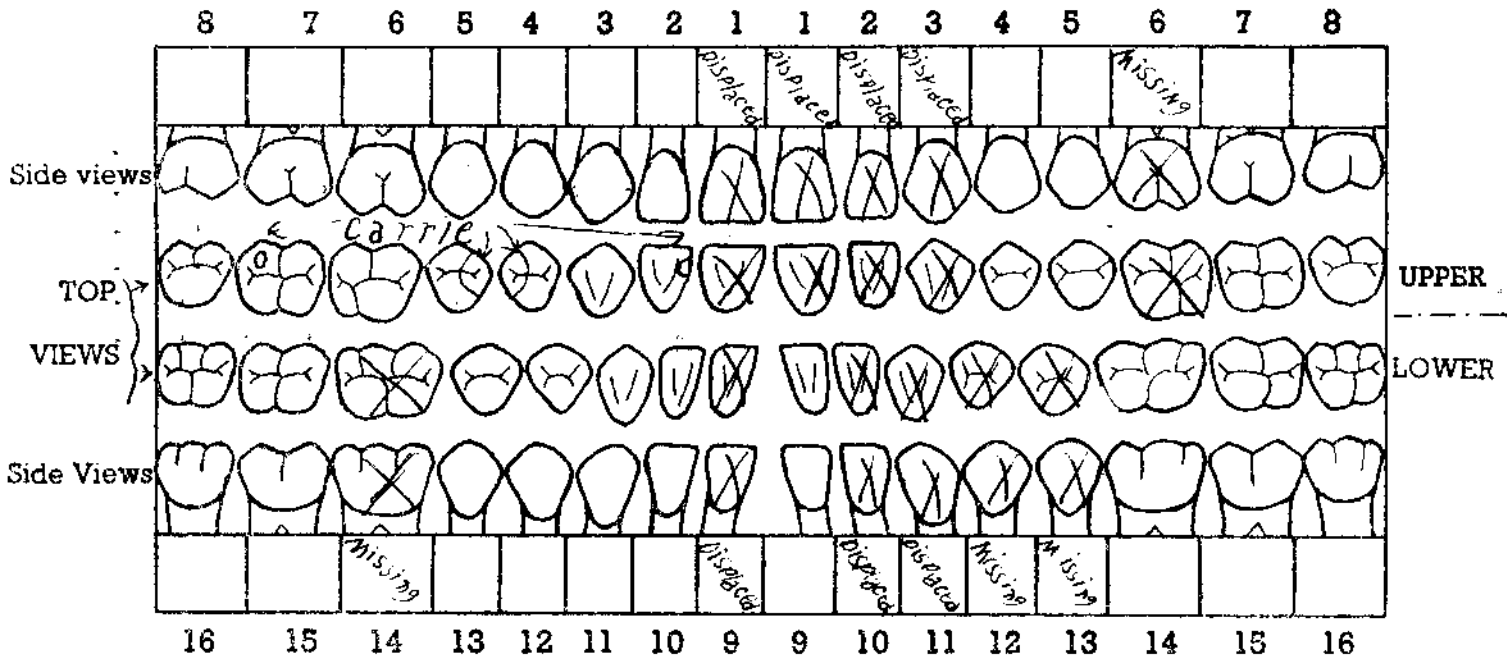 8 7 6 5 4 3 2 1 1 2 3 4 5 6 7 8
Displaced Displaced Displaced Displaced Missing
Side views
Carrie
TOP
UPPER
VIEWS
LOWER
Side Views
Missing Displaced Displaced Displaced Missing Missing
16 15 14 13 12 11 10 9 9 10 11 12 13 14 15 16